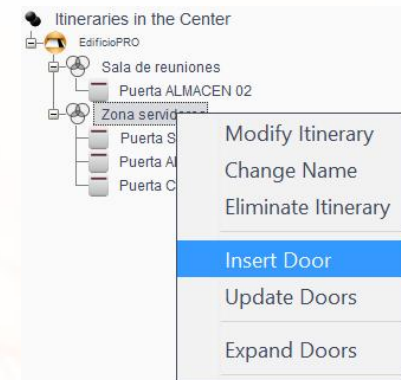 Itineraries in the Center
EdificioPRO
Sala de reuniones
Puerta ALMACEN 02
Zona servidores
Puerta S
Puerta Al
Puerta C
Modify Itinerary
Change Name
Eliminate Itinerary
Insert Door
Update Doors
Expand Doors